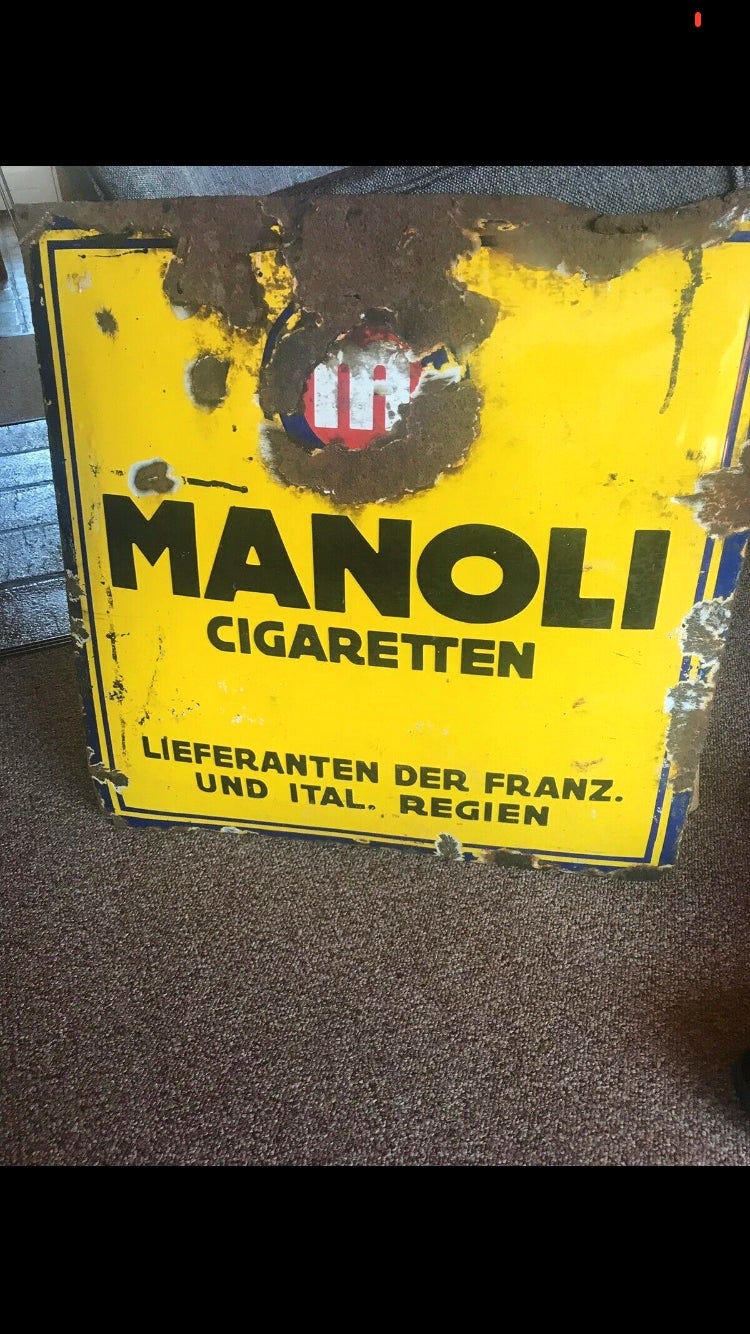 m
MANOLI
CIGARETTEN
LIEFERANTEN DER FRANZ.
UND ITAL. REGIEN